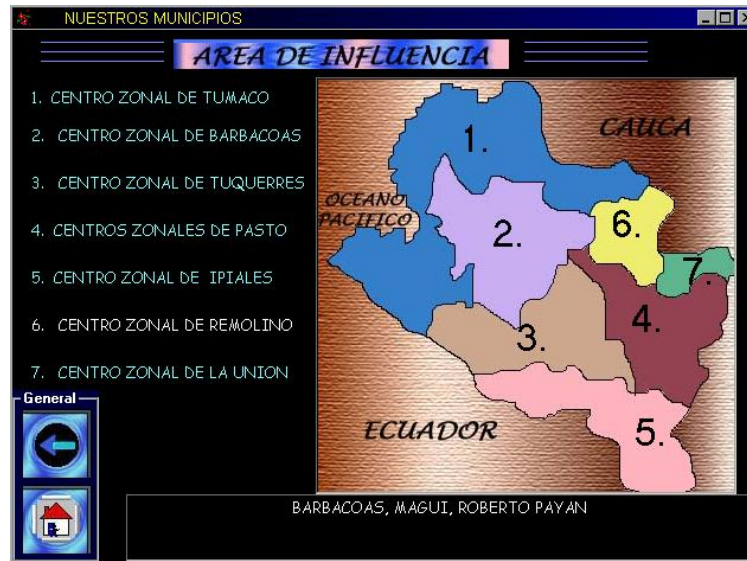 NUESTROS MUNICIPIOS
AREA DE INFLUENCIA
1. CENTRO ZONAL DE TUMACO
2. CENTRO ZONAL DE BARBACOAS
3. CENTRO ZONAL DE TUQUERRES
4. CENTROS ZONALES DE PASTO
5. CENTRO ZONAL DE IPIALES
6. CENTRO ZONAL DE REMOLINO
7. CENTRO ZONAL DE LA UNION
General
1.
CAUCA
OCEANO
PACIFICO
2.
6.
7.
4.
3.
ECUADOR
5.
BARBACOAS, MAGUI, ROBERTO PAYAN